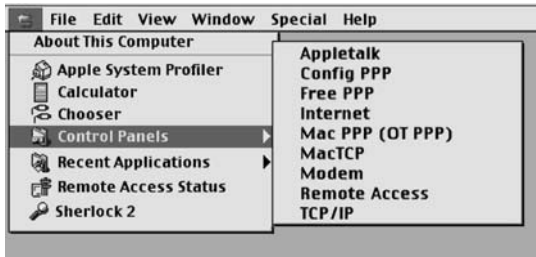 File Edit View Window Special Help
About This Computer
Apple System Profiler
Calculator
Chooser
Control Panels
Recent Applications
Remote Access Status
Sherlock 2
Appletalk
Config PPP
Free PPP
Internet
Mac PPP (OT PPP)
MacTCP
Modem
Remote Access
TCP/IP